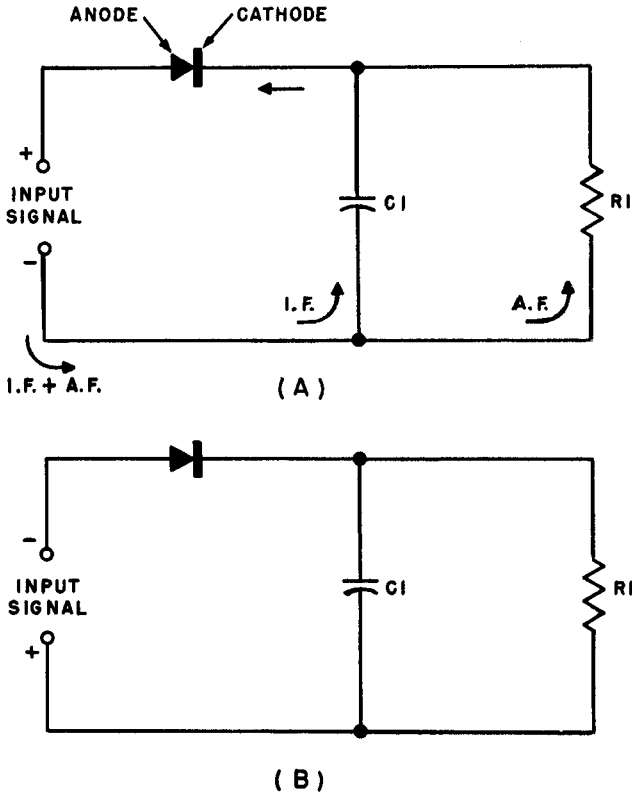 ANODE CATHODE
+
INPUT
SIGNAL
-
C1
R1
I.F.
A.F.
I.F. + A.F.
(A)
-
INPUT
SIGNAL
+
C1
R1
(B)